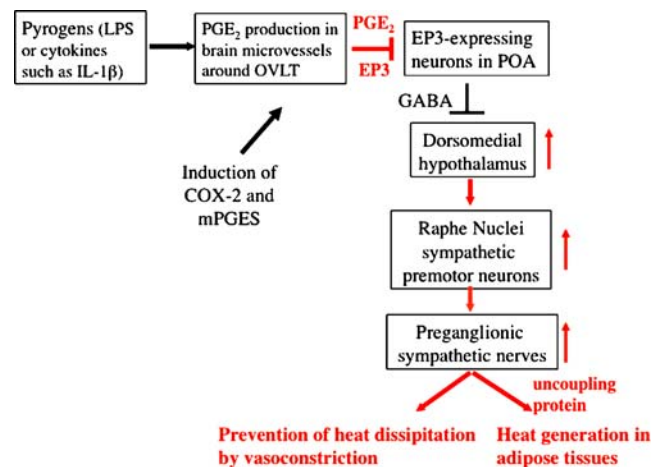 Pyrogens (LPS
or cytokines
such as IL-1β)
PGE₂ production in
brain microvessels
around OVLT
PGE₂
EP3
EP3-expressing
neurons in POA
GABA
Dorsomedial
hypothalamus
Induction of
COX-2 and
mPGES
Raphe Nuclei
sympathetic
premotor neurons
Preganglionic
sympathetic nerves
uncoupling
protein
Prevention of heat dissipitation
by vasoconstriction
Heat generation in
adipose tissues